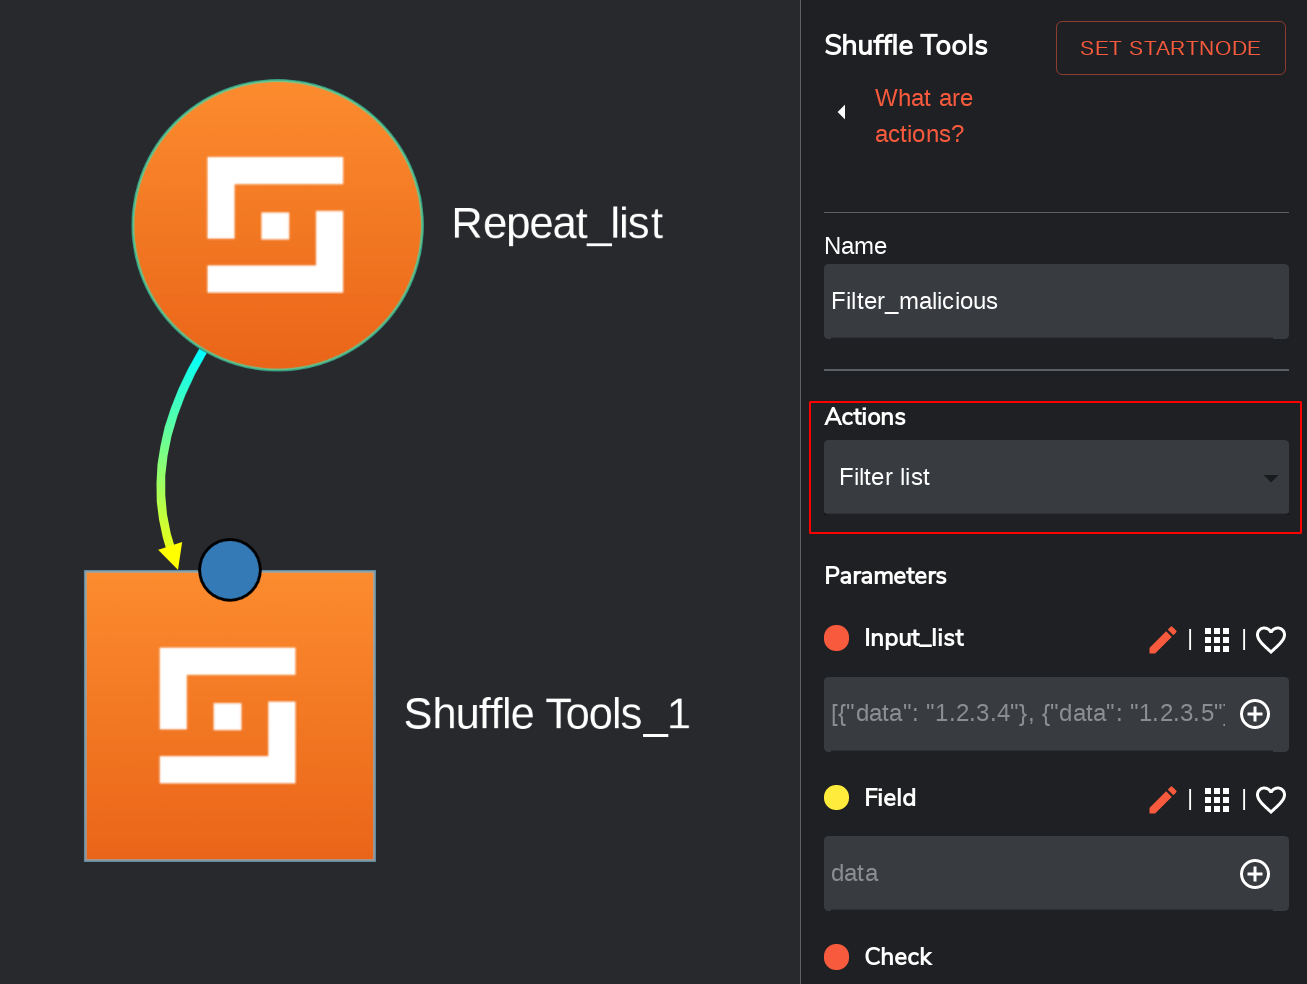 Repeat_list
Shuffle Tools_1
Shuffle Tools
SET STARTNODE
What are
actions?
Name
Filter_malicious
Actions
Filter list
Parameters
Input_list
[{"data": "1.2.3.4"}, {"data": "1.2.3.5"}
Field
data
Check